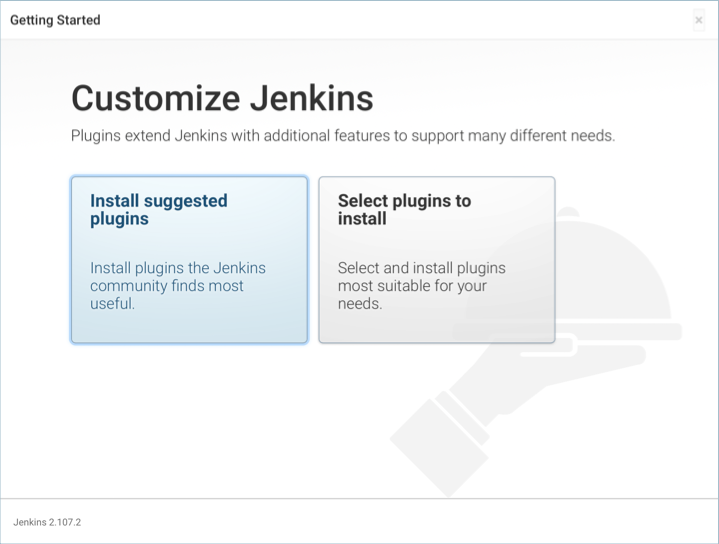 Getting Started
×
Customize Jenkins
Plugins extend Jenkins with additional features to support many different needs.
Install suggested
plugins
Install plugins the Jenkins
community finds most
useful.
Select plugins to
install
Select and install plugins
most suitable for your
needs.
Jenkins 2.107.2